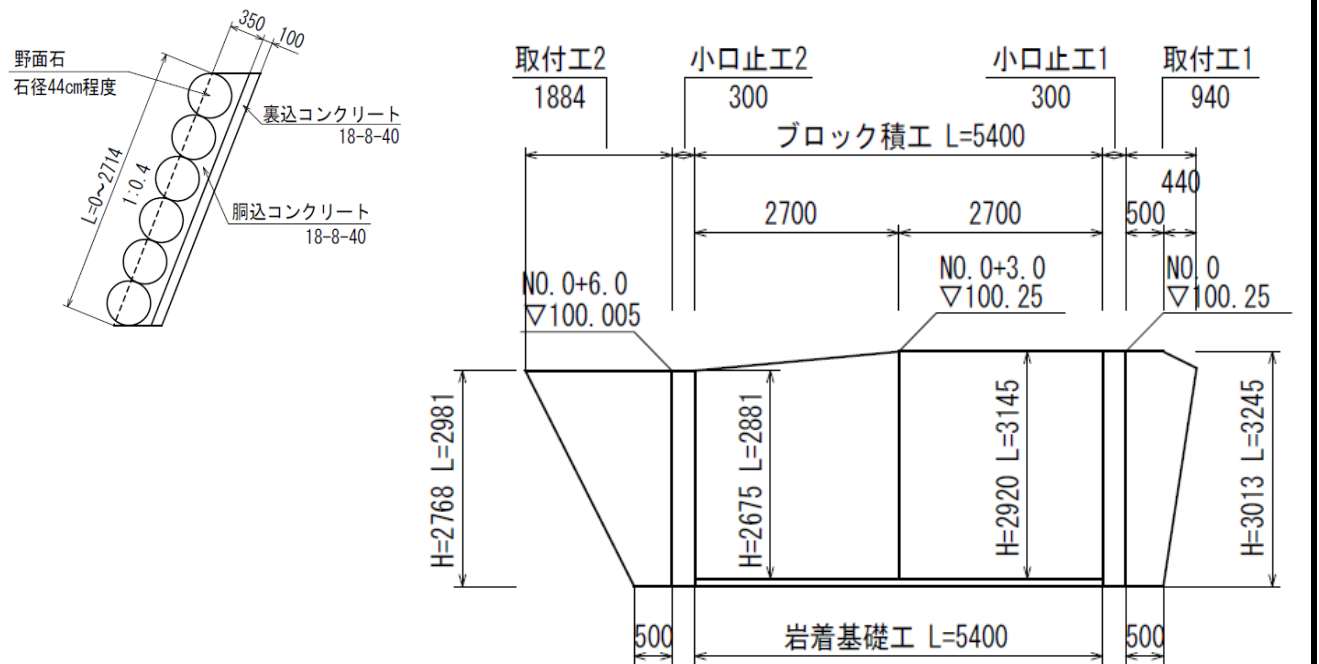 350
100
野面石
石径44cm程度
裏込コンクリート
18-8-40
L=0～2714
1:0.4
胴込コンクリート
18-8-40
取付工2
1884
小口止工2
300
小口止工1
300
取付工1
940
ブロック積工 L=5400
440
2700
2700
500
N0.0+6.0
▽100.005
N0.0+3.0
▽100.25
N0.0
▽100.25
H=2768 L=2981
H=2675 L=2881
H=2920 L=3145
H=3013 L=3245
500
岩着基礎工 L=5400
500